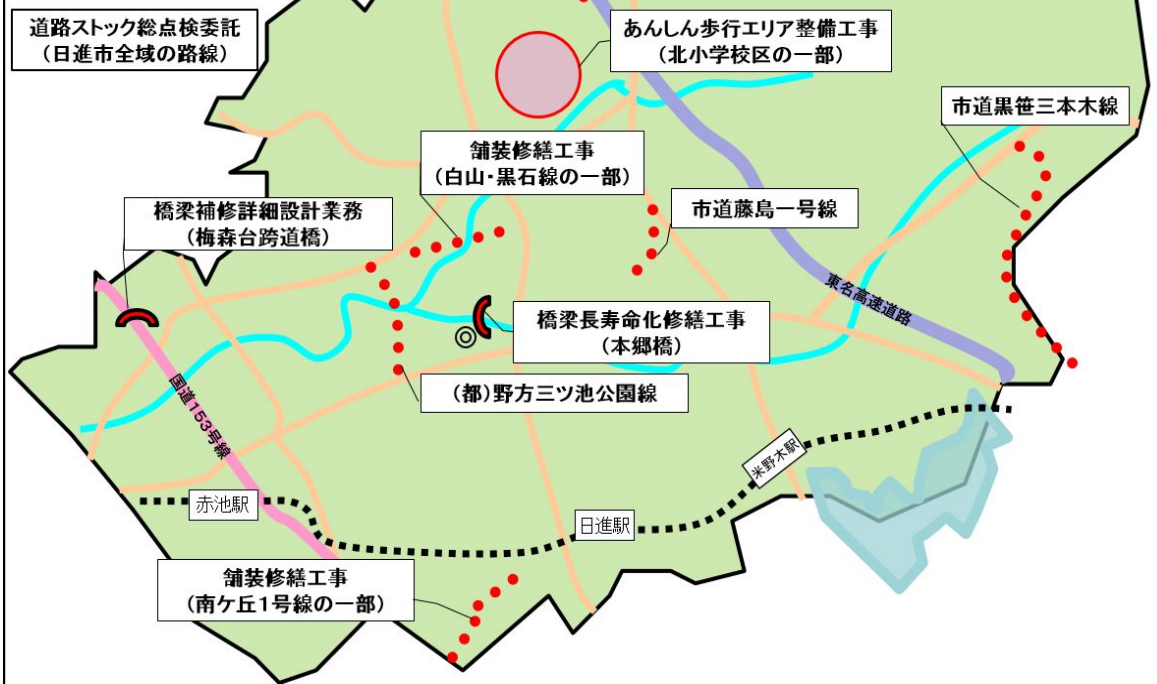 道路ストック総点検委託
（日進市全域の路線）
あんしん歩行エリア整備工事
（北小学校区の一部）
市道黒笹三本木線
舗装修繕工事
（白山・黒石線の一部）
市道藤島一号線
橋梁補修詳細設計業務
（梅森台跨道橋）
東名高速道路
橋梁長寿命化修繕工事
（本郷橋）
（都）野方三ツ池公園線
国道153号線
米野木駅
赤池駅
日進駅
舗装修繕工事
（南ケ丘１号線の一部）